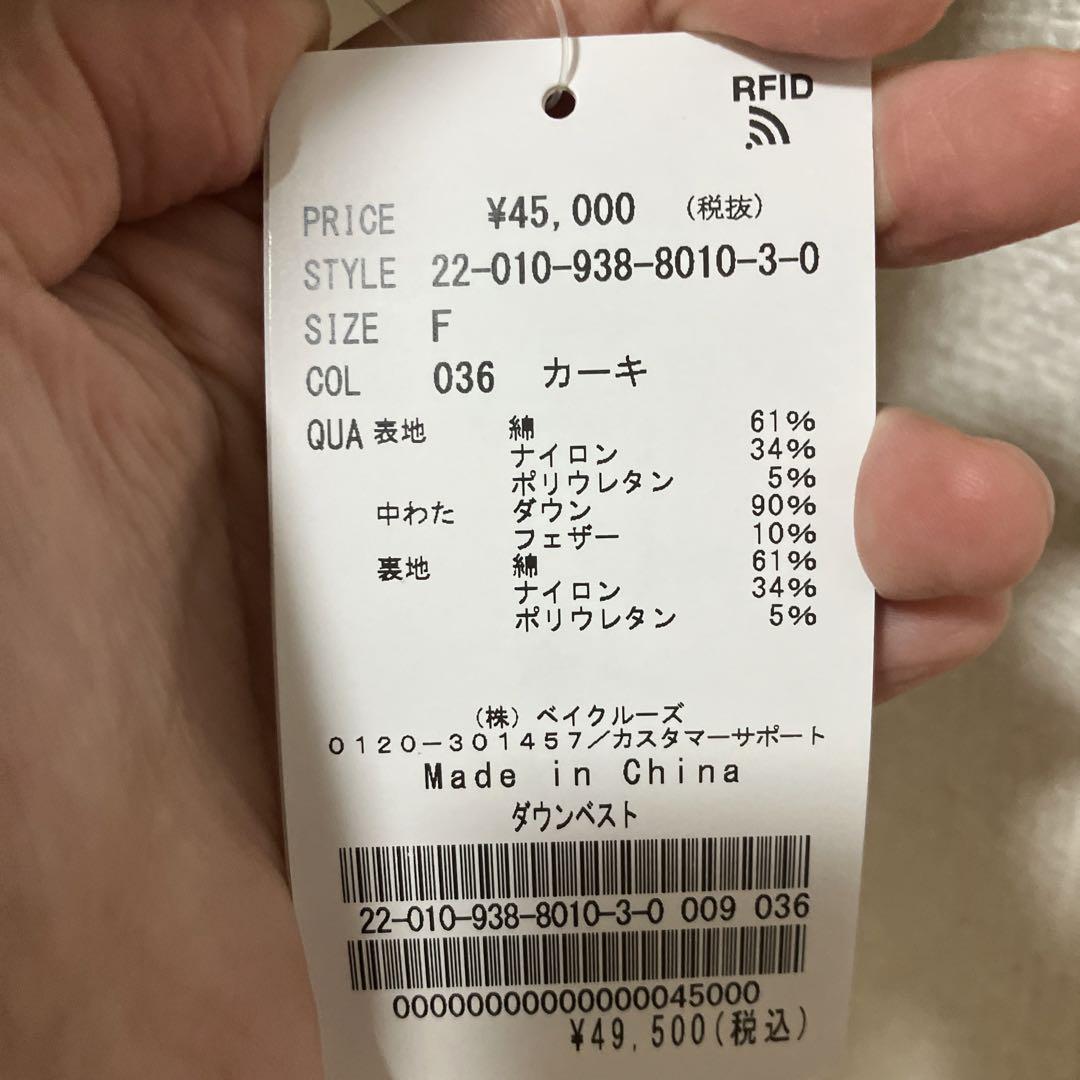 RFID
PRICE ¥45,000 (税抜)
STYLE 22-010-938-8010-3-0
SIZE F
COL 036 カーキ
QUA 表地 綿 61%
ナイロン 34%
ポリウレタン 5%
中わた ダウン 90%
フェザー 10%
裏地 綿 61%
ナイロン 34%
ポリウレタン 5%
(株) ベイクルーズ
0120-301457/カスタマーサポート
Made in China
ダウンベスト
22-010-938-8010-3-0 009 036
00000000000000045000
¥49,500(税込)